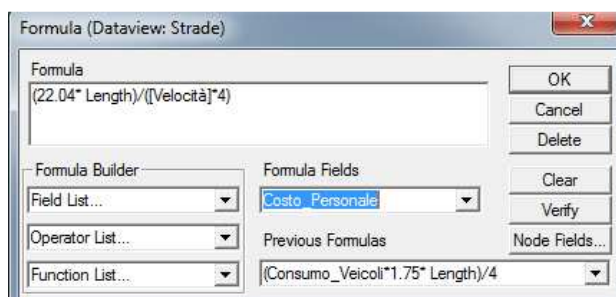 Formula (Dataview: Strade)
x
Formula
(22.04* Length)/([Velocità]*4)
OK
Cancel
Delete
Formula Builder
Field List...
Operator List...
Function List...
Formula Fields
Costo_Personale
Previous Formulas
(Consumo_Veicoli*1.75* Length)/4
Clear
Verify
Node Fields...